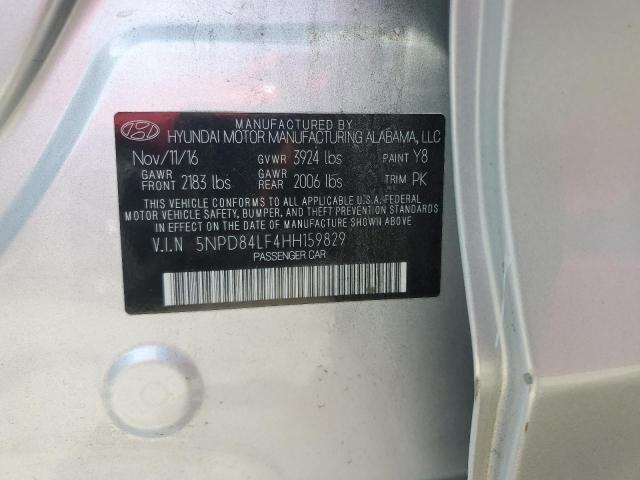 MANUFACTURED BY
HYUNDAI MOTOR MANUFACTURING ALABAMA, LLC
Nov/11/16 GVWR 3924 lbs PAINT Y8
GAWR FRONT 2183 lbs GAWR REAR 2006 lbs TRIM PK
THIS VEHICLE CONFORMS TO ALL APPLICABLE U.S.A. FEDERAL
MOTOR VEHICLE SAFETY, BUMPER, AND THEFT PREVENTION STANDARDS
IN EFFECT ON THE DATE OF MANUFACTURE SHOWN ABOVE.
V.I.N 5NPD84LF4HH159829
PASSENGER CAR